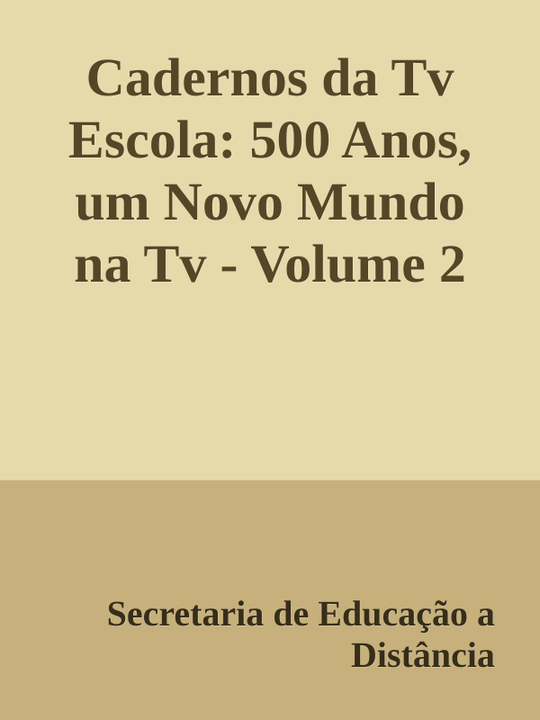 Cadernos da Tv
Escola: 500 Anos,
um Novo Mundo
na Tv - Volume 2
Secretaria de Educação a
Distância